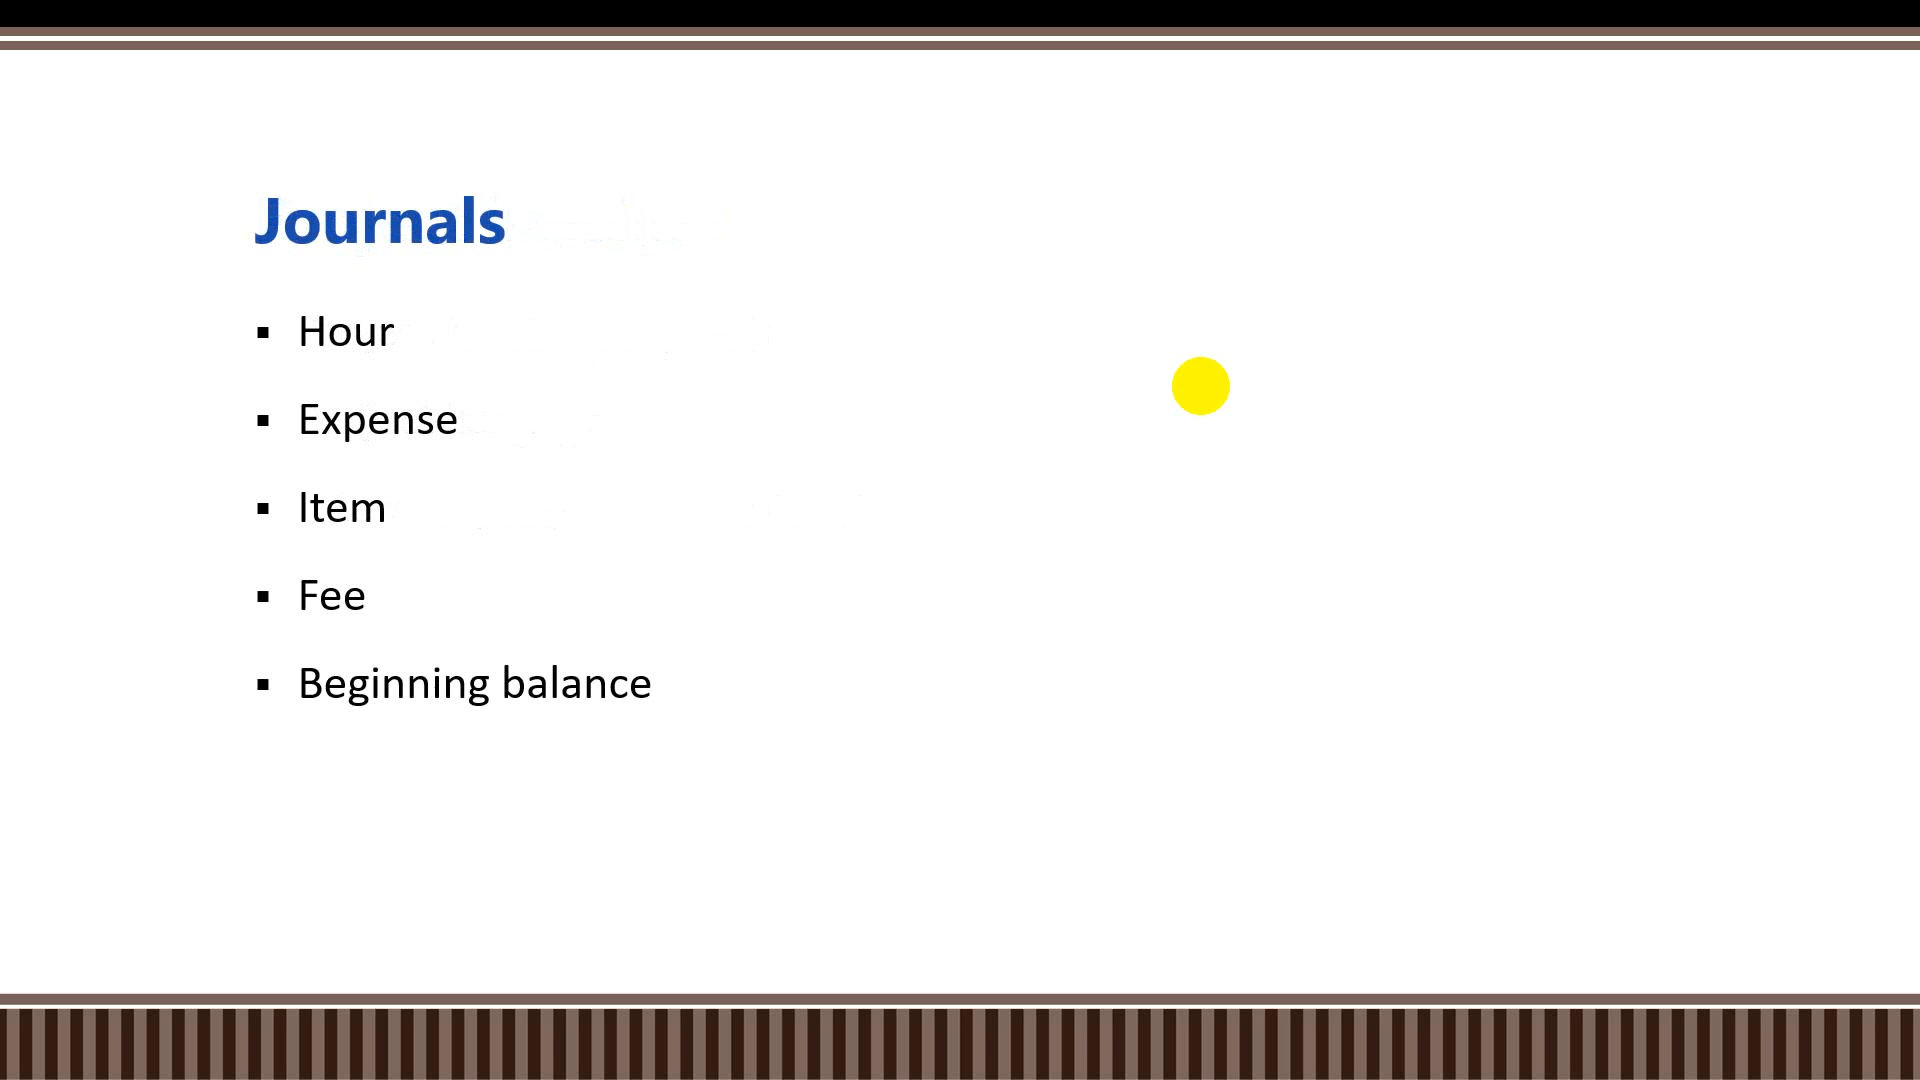 Journals
▪ Hour
▪ Expense
▪ Item
▪ Fee
▪ Beginning balance